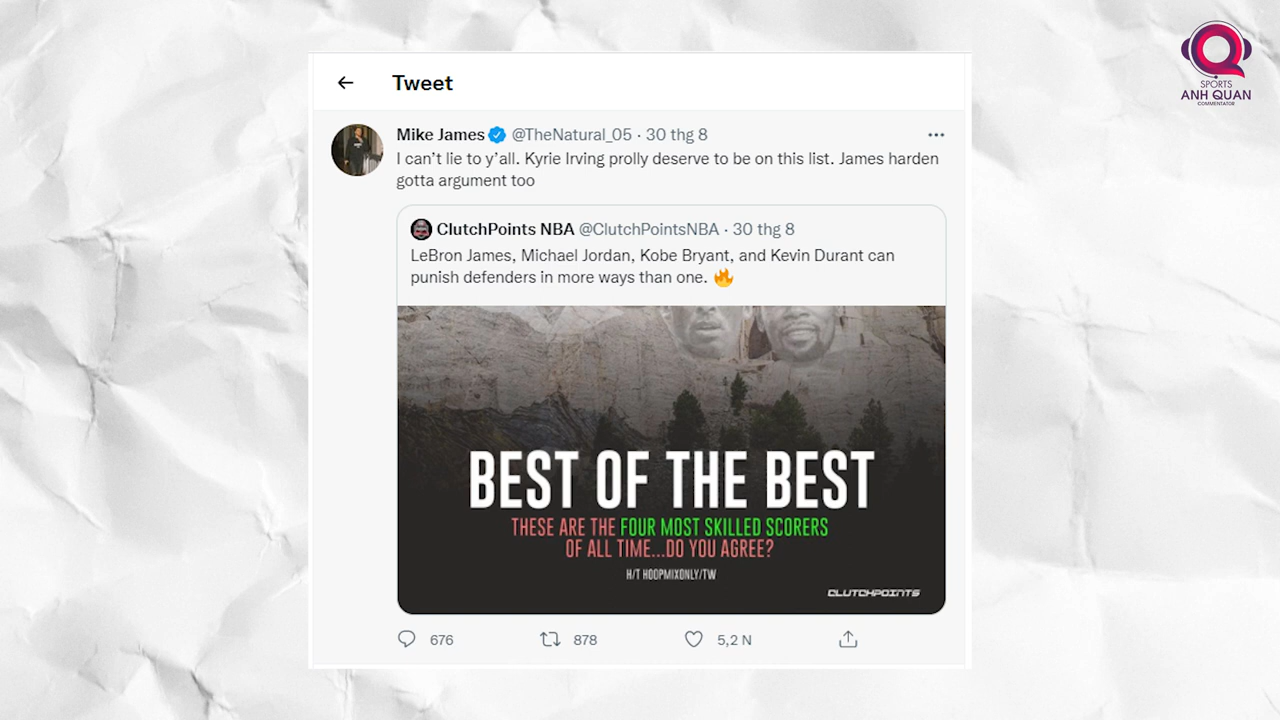 SPORTS
ANH QUAN
COMMENTATOR
Tweet
Mike James @TheNatural_05 · 30 thg 8
I can’t lie to y’all. Kyrie Irving prolly deserve to be on this list. James harden
gotta argument too
ClutchPoints NBA @ClutchPointsNBA · 30 thg 8
LeBron James, Michael Jordan, Kobe Bryant, and Kevin Durant can
punish defenders in more ways than one. 🔥
BEST OF THE BEST
THESE ARE THE FOUR MOST SKILLED SCORERS
OF ALL TIME...DO YOU AGREE?
H/T HOOPMIXONLY/TW
CLUTCHPOINTS
676 878 5,2 N